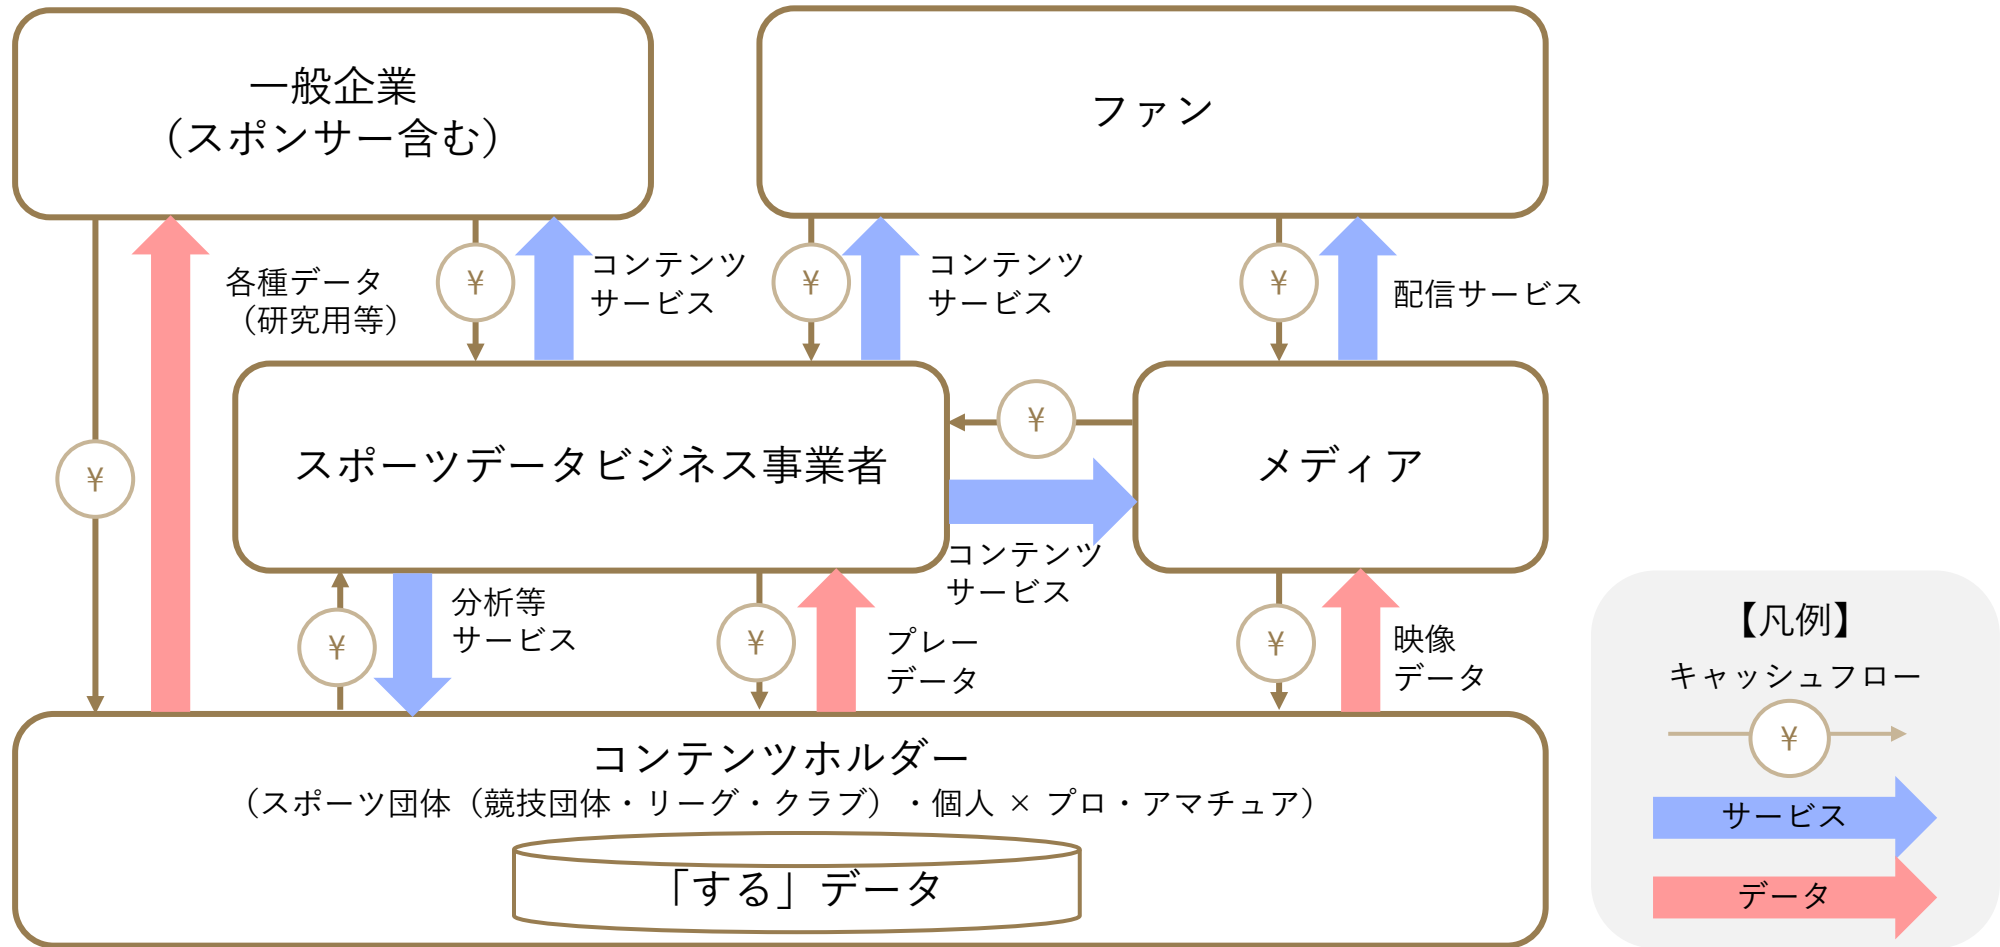 一般企業
（スポンサー含む）
ファン
各種データ
（研究用等）
¥
コンテンツ
サービス
¥
コンテンツ
サービス
¥
配信サービス
¥
スポーツデータビジネス事業者
¥
メディア
コンテンツ
サービス
¥
分析等
サービス
¥
プレー
データ
¥
映像
データ
コンテンツホルダー
（スポーツ団体（競技団体・リーグ・クラブ）・個人 × プロ・アマチュア）
「する」データ
【凡例】
キャッシュフロー
¥
サービス
データ